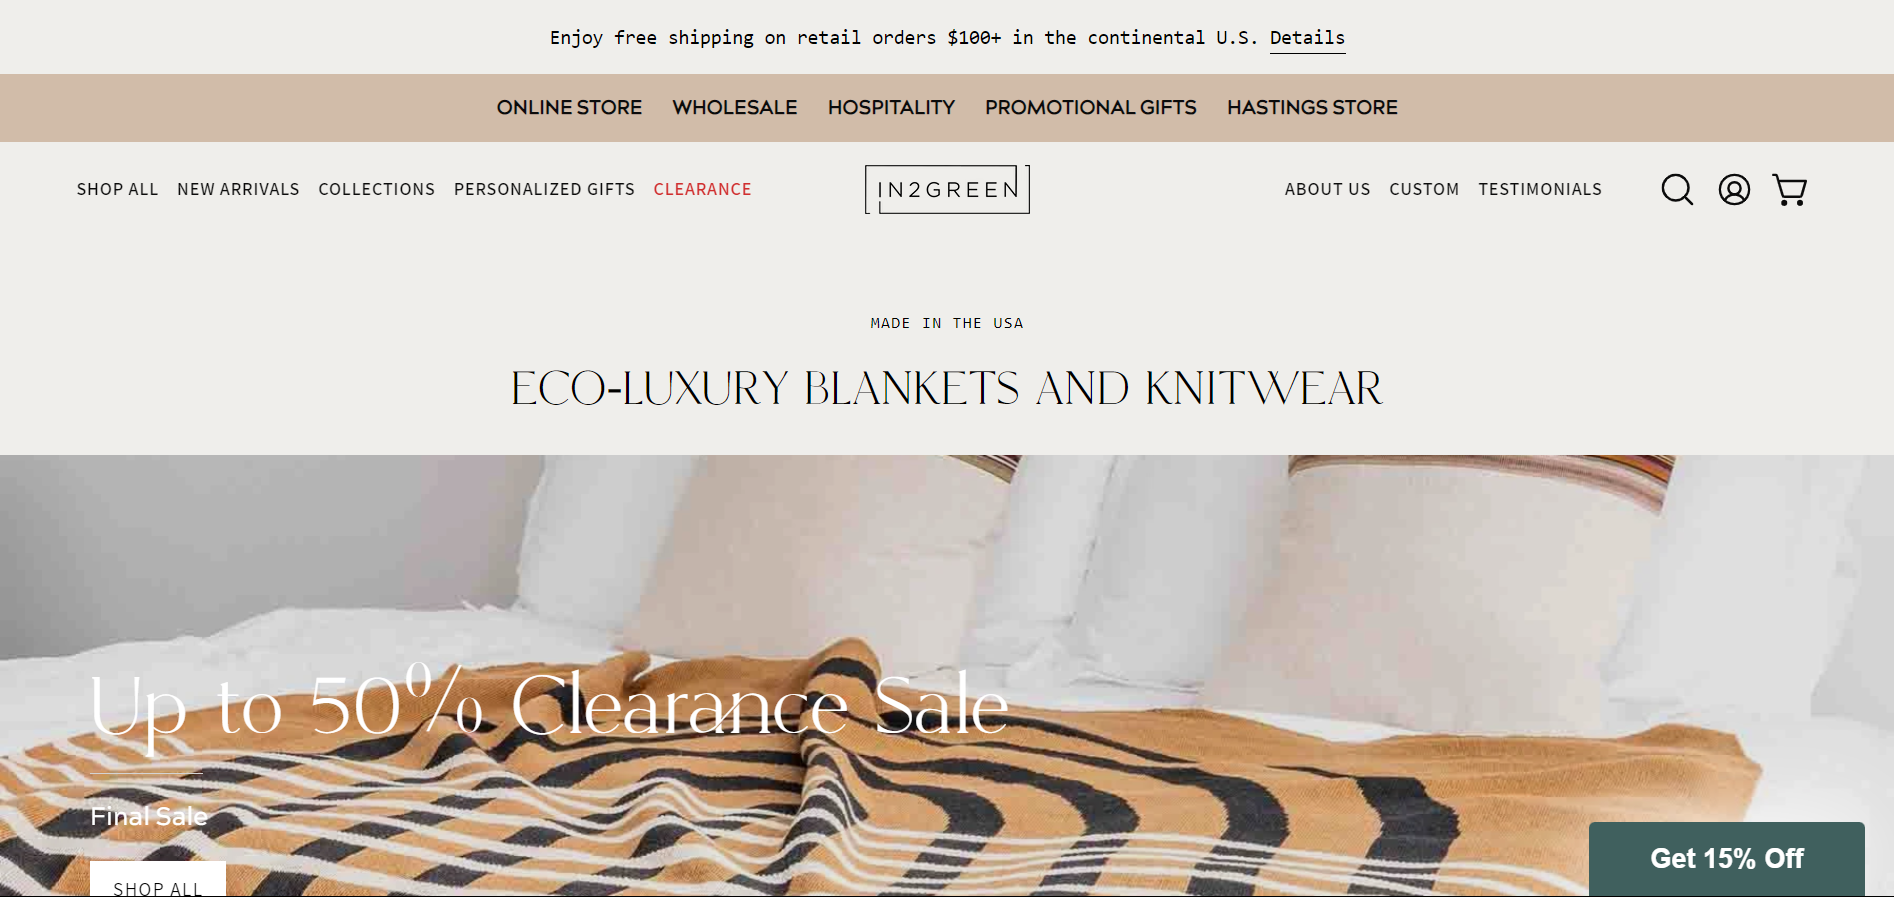 Enjoy free shipping on retail orders $100+ in the continental U.S. Details
ONLINE STORE WHOLESALE HOSPITALITY PROMOTIONAL GIFTS HASTINGS STORE
SHOP ALL NEW ARRIVALS COLLECTIONS PERSONALIZED GIFTS CLEARANCE IN2GREEN ABOUT US CUSTOM TESTIMONIALS
MADE IN THE USA
ECO-LUXURY BLANKETS AND KNITWEAR
Up to 50% Clearance Sale
Final Sale
SHOP ALL
Get 15% Off